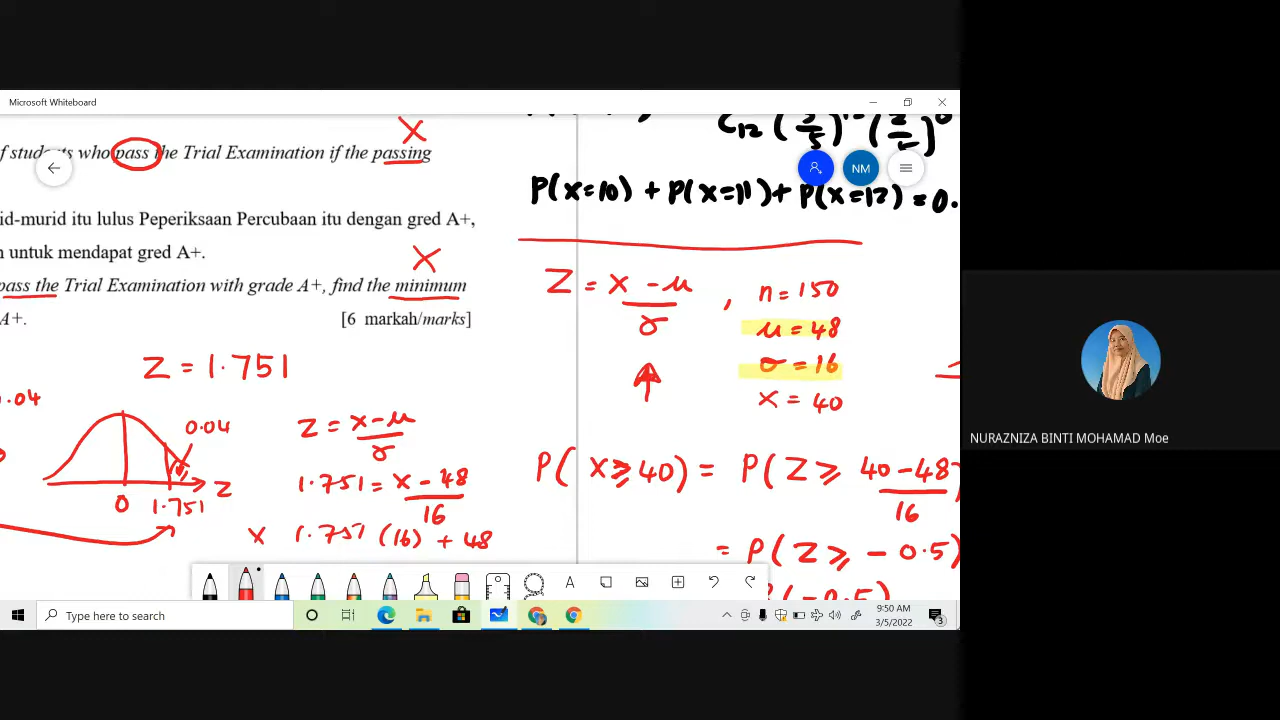 Microsoft Whiteboard
X
of students who pass the Trial Examination if the passing
id-murid itu lulus Peperiksaan Percubaan itu dengan gred A+,
n untuk mendapat gred A+.
X
pass the Trial Examination with grade A+, find the minimum
A+.
[6 markah/marks]
Z = 1.751
0.04
0.04
0
1.751
Z
Z = x - μ
σ
1.751 = x - 48
16
x 1.751 (16) + 48
P(x=10) + P(x=11) + P(x=12) = 0.
NM
Z = x - μ ,
σ
n = 150
μ = 48
σ = 16
x = 40
P( x ≥ 40) = P( Z ≥ 40 - 48
16
= P( Z ≥ - 0.5)
(-0.5)
A
Type here to search
9:50 AM
3/5/2022
3
NURAZNIZA BINTI MOHAMAD Moe